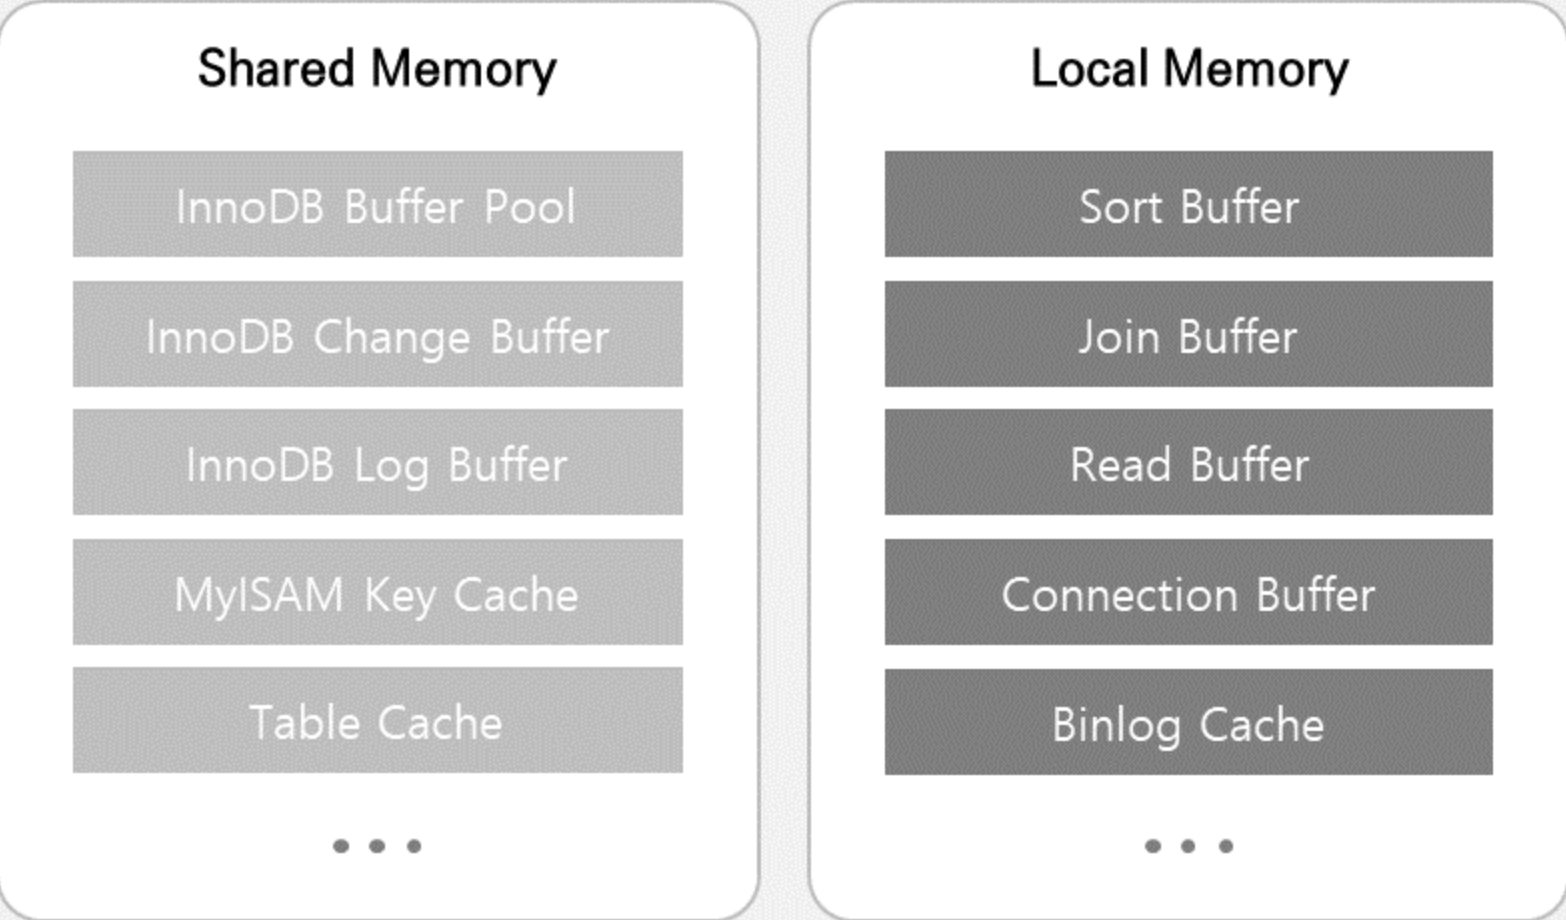 Shared Memory
InnoDB Buffer Pool
InnoDB Change Buffer
InnoDB Log Buffer
MyISAM Key Cache
Table Cache
• • •
Local Memory
Sort Buffer
Join Buffer
Read Buffer
Connection Buffer
Binlog Cache
• • •